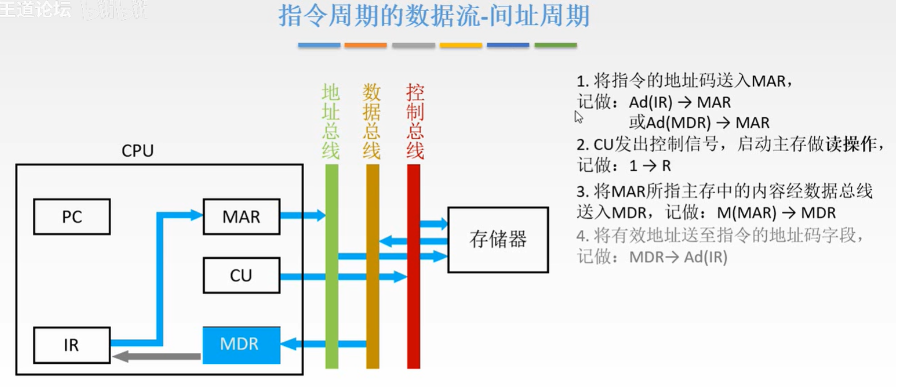 王道论坛
指令周期的数据流-间址周期
地址总线
数据总线
控制总线
CPU
PC
MAR
CU
IR
MDR
存储器
1. 将指令的地址码送入MAR，
记做：Ad(IR) → MAR
或Ad(MDR) → MAR
2. CU发出控制信号，启动主存做读操作，
记做：1 → R
3. 将MAR所指主存中的内容经数据总线
送入MDR，记做：M(MAR) → MDR
4. 将有效地址送至指令的地址码字段，
记做：MDR→ Ad(IR)